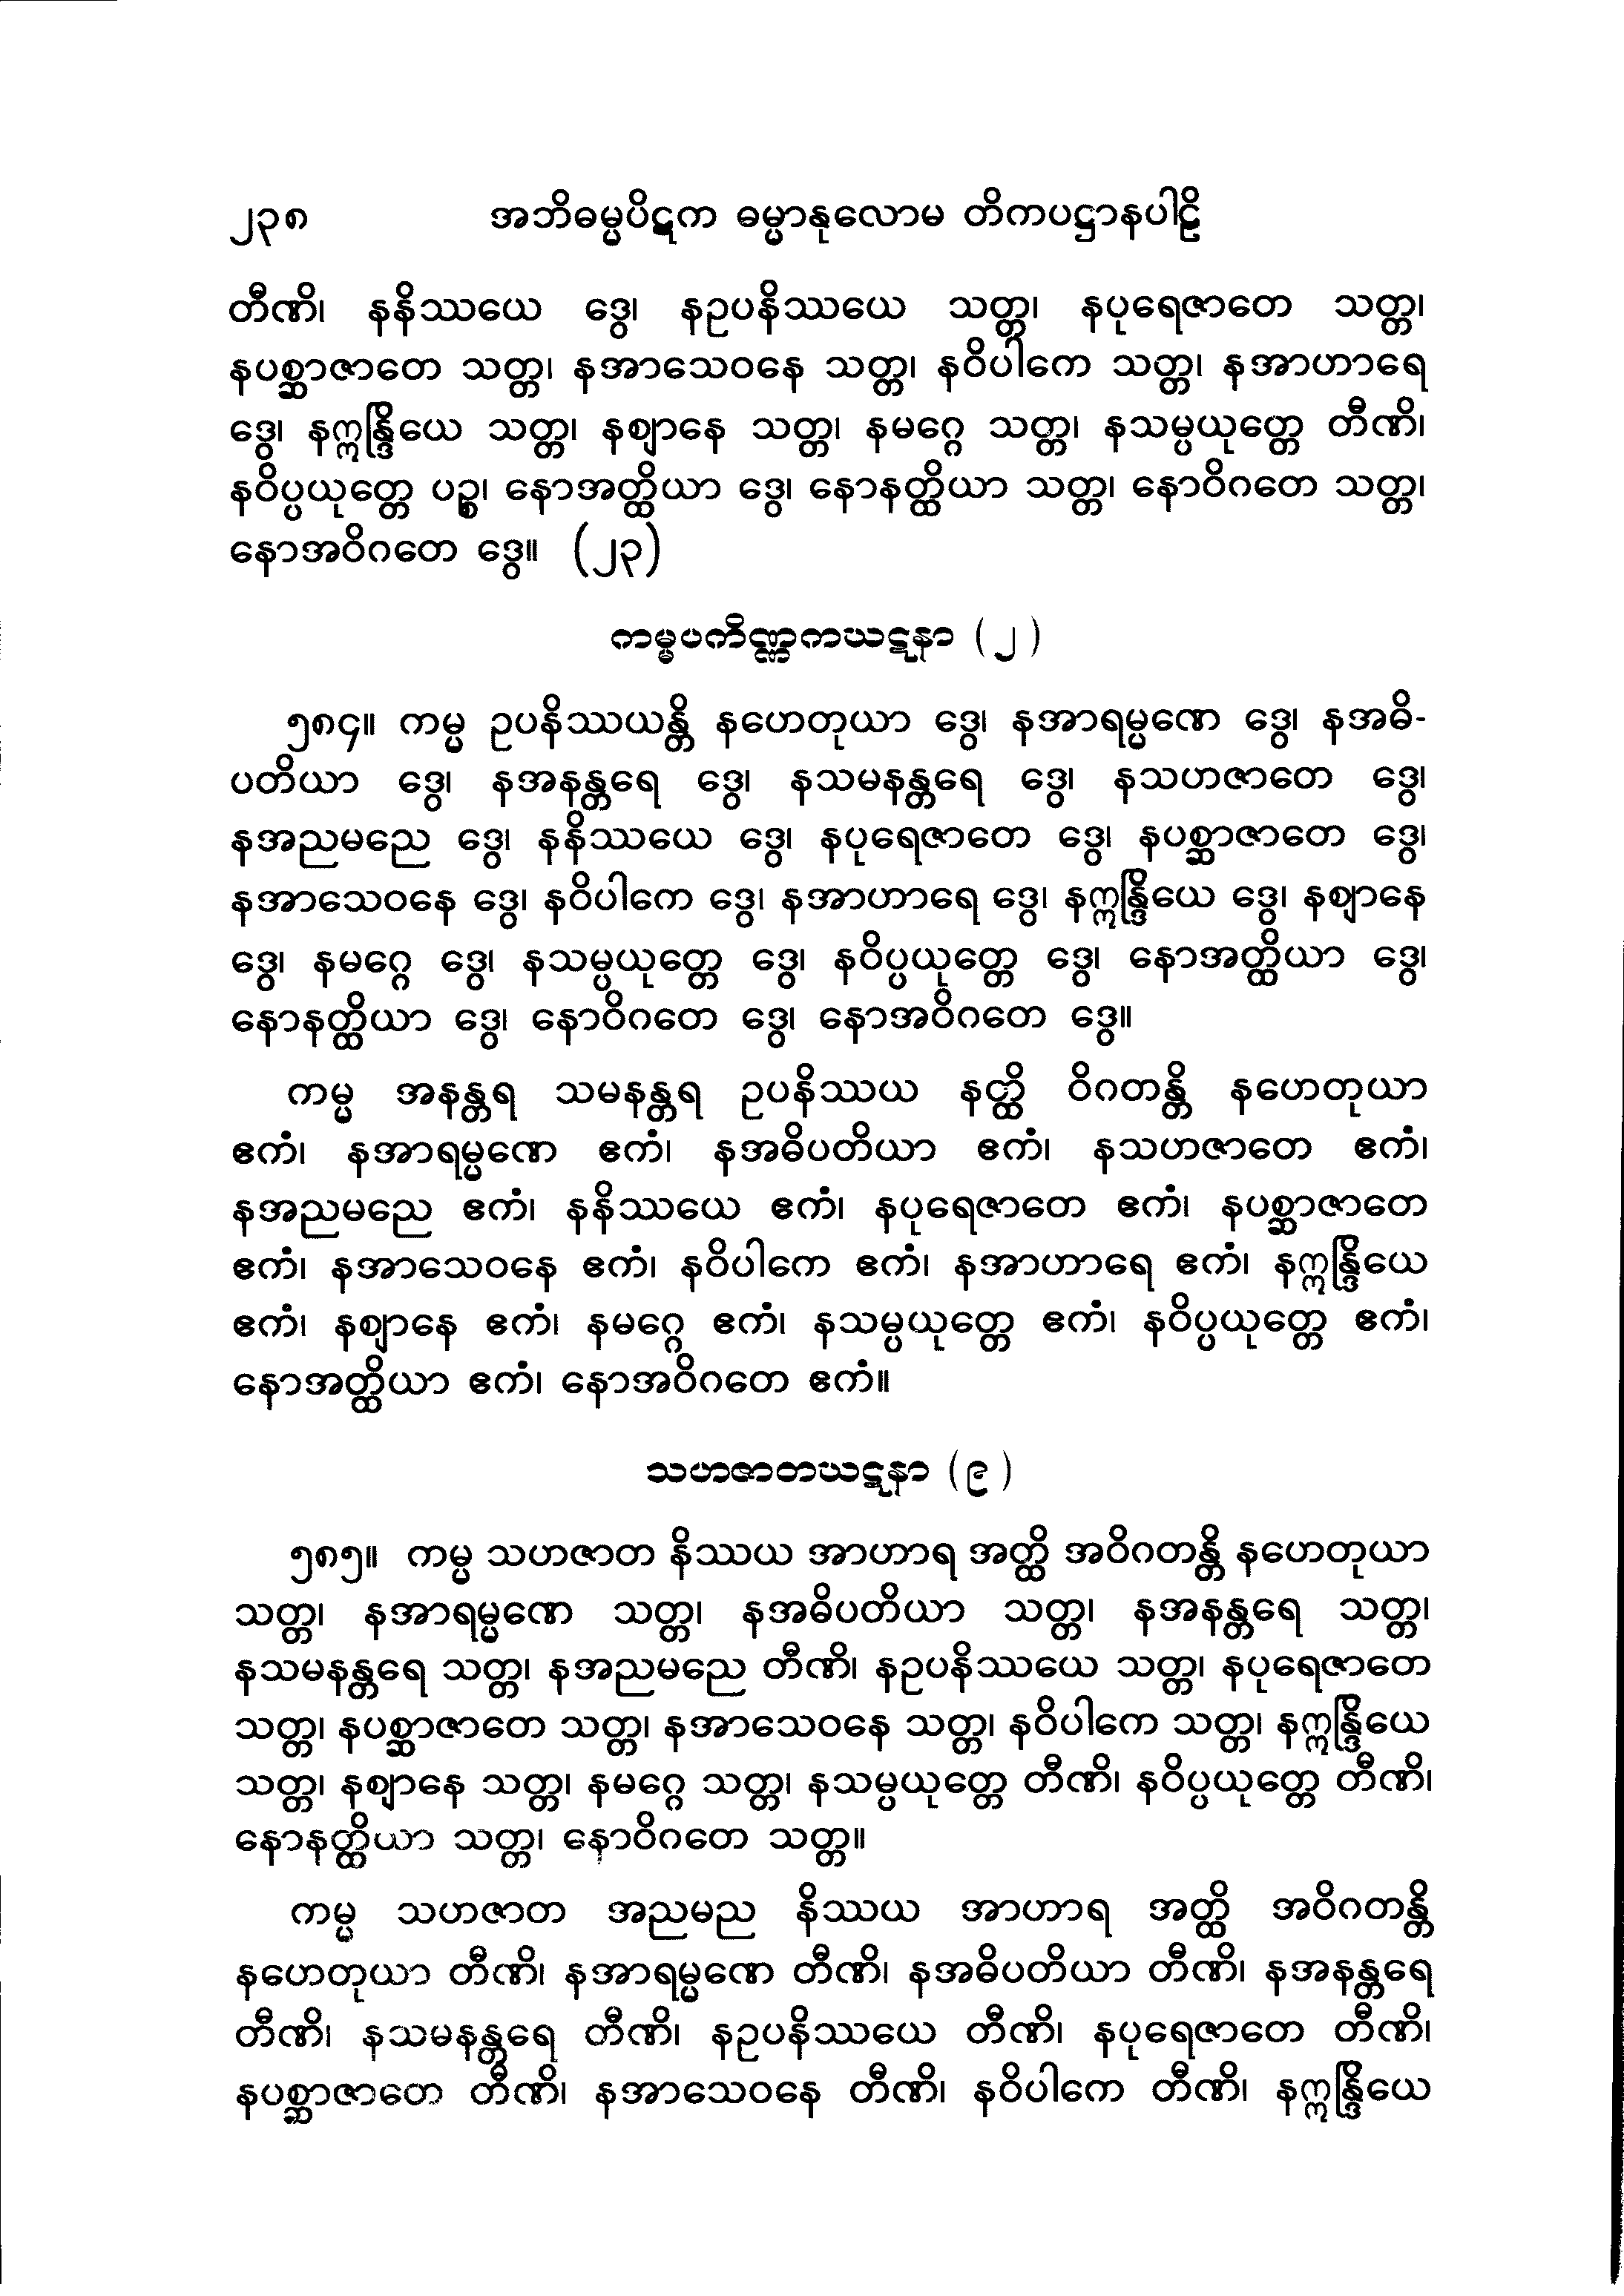 ၂၃၈ အဘိဓမ္မပိဋက ဓမ္မာနုလောမ တိကပဋ္ဌာနပါဠိ
တီဏိ၊ နနိဿယေ ဒွေ၊ နဥပနိဿယေ သတ္တ၊ နပုရေဇာတေ သတ္တ၊
နပစ္ဆာဇာတေ သတ္တ၊ နအာသေဝနေ သတ္တ၊ နဝိပါကေ သတ္တ၊ နအာဟာရေ
ဒွေ၊ နဣန္ဒြိယေ သတ္တ၊ နဈာနေ သတ္တ၊ နမဂ္ဂေ သတ္တ၊ နသမ္ပယုတ္တေ တီဏိ၊
နဝိပ္ပယုတ္တေ ပဉ္စ၊ နောအတ္ထိယာ ဒွေ၊ နောနတ္ထိယာ သတ္တ၊ နောဝိဂတေ သတ္တ၊
နောအဝိဂတေ ဒွေ။ (၂၃)
ကမ္မပကိဏ္ဏကဃဋနာ (၂)
၅၈၄။ ကမ္မ ဥပနိဿယန္တိ နဟေတုယာ ဒွေ၊ နအာရမ္မဏေ ဒွေ၊ နအဓိ-
ပတိယာ ဒွေ၊ နအနန္တရေ ဒွေ၊ နသမနန္တရေ ဒွေ၊ နသဟဇာတေ ဒွေ၊
နအညမညေ ဒွေ၊ နနိဿယေ ဒွေ၊ နပုရေဇာတေ ဒွေ၊ နပစ္ဆာဇာတေ ဒွေ၊
နအာသေဝနေ ဒွေ၊ နဝိပါကေ ဒွေ၊ နအာဟာရေ ဒွေ၊ နဣန္ဒြိယေ ဒွေ၊ နဈာနေ
ဒွေ၊ နမဂ္ဂေ ဒွေ၊ နသမ္ပယုတ္တေ ဒွေ၊ နဝိပ္ပယုတ္တေ ဒွေ၊ နောအတ္ထိယာ ဒွေ၊
နောနတ္ထိယာ ဒွေ၊ နောဝိဂတေ ဒွေ၊ နောအဝိဂတေ ဒွေ။
ကမ္မ အနန္တရ သမနန္တရ ဥပနိဿယ နတ္ထိ ဝိဂတန္တိ နဟေတုယာ
ဧကံ၊ နအာရမ္မဏေ ဧကံ၊ နအဓိပတိယာ ဧကံ၊ နသဟဇာတေ ဧကံ၊
နအညမညေ ဧကံ၊ နနိဿယေ ဧကံ၊ နပုရေဇာတေ ဧကံ၊ နပစ္ဆာဇာတေ
ဧကံ၊ နအာသေဝနေ ဧကံ၊ နဝိပါကေ ဧကံ၊ နအာဟာရေ ဧကံ၊ နဣန္ဒြိယေ
ဧကံ၊ နဈာနေ ဧကံ၊ နမဂ္ဂေ ဧကံ၊ နသမ္ပယုတ္တေ ဧကံ၊ နဝိပ္ပယုတ္တေ ဧကံ၊
နောအတ္ထိယာ ဧကံ၊ နောအဝိဂတေ ဧကံ။
သဟဇာတဃဋနာ (၉)
၅၈၅။ ကမ္မ သဟဇာတ နိဿယ အာဟာရ အတ္ထိ အဝိဂတန္တိ နဟေတုယာ
သတ္တ၊ နအာရမ္မဏေ သတ္တ၊ နအဓိပတိယာ သတ္တ၊ နအနန္တရေ သတ္တ၊
နသမနန္တရေ သတ္တ၊ နအညမညေ တီဏိ၊ နဥပနိဿယေ သတ္တ၊ နပုရေဇာတေ
သတ္တ၊ နပစ္ဆာဇာတေ သတ္တ၊ နအာသေဝနေ သတ္တ၊ နဝိပါကေ သတ္တ၊ နဣန္ဒြိယေ
သတ္တ၊ နဈာနေ သတ္တ၊ နမဂ္ဂေ သတ္တ၊ နသမ္ပယုတ္တေ တီဏိ၊ နဝိပ္ပယုတ္တေ တီဏိ၊
နောနတ္ထိယာ သတ္တ၊ နောဝိဂတေ သတ္တ။
ကမ္မ သဟဇာတ အညမည နိဿယ အာဟာရ အတ္ထိ အဝိဂတန္တိ
နဟေတုယာ တီဏိ၊ နအာရမ္မဏေ တီဏိ၊ နအဓိပတိယာ တီဏိ၊ နအနန္တရေ
တီဏိ၊ နသမနန္တရေ တီဏိ၊ နဥပနိဿယေ တီဏိ၊ နပုရေဇာတေ တီဏိ၊
နပစ္ဆာဇာတေ တီဏိ၊ နအာသေဝနေ တီဏိ၊ နဝိပါကေ တီဏိ၊ နဣန္ဒြိယေ